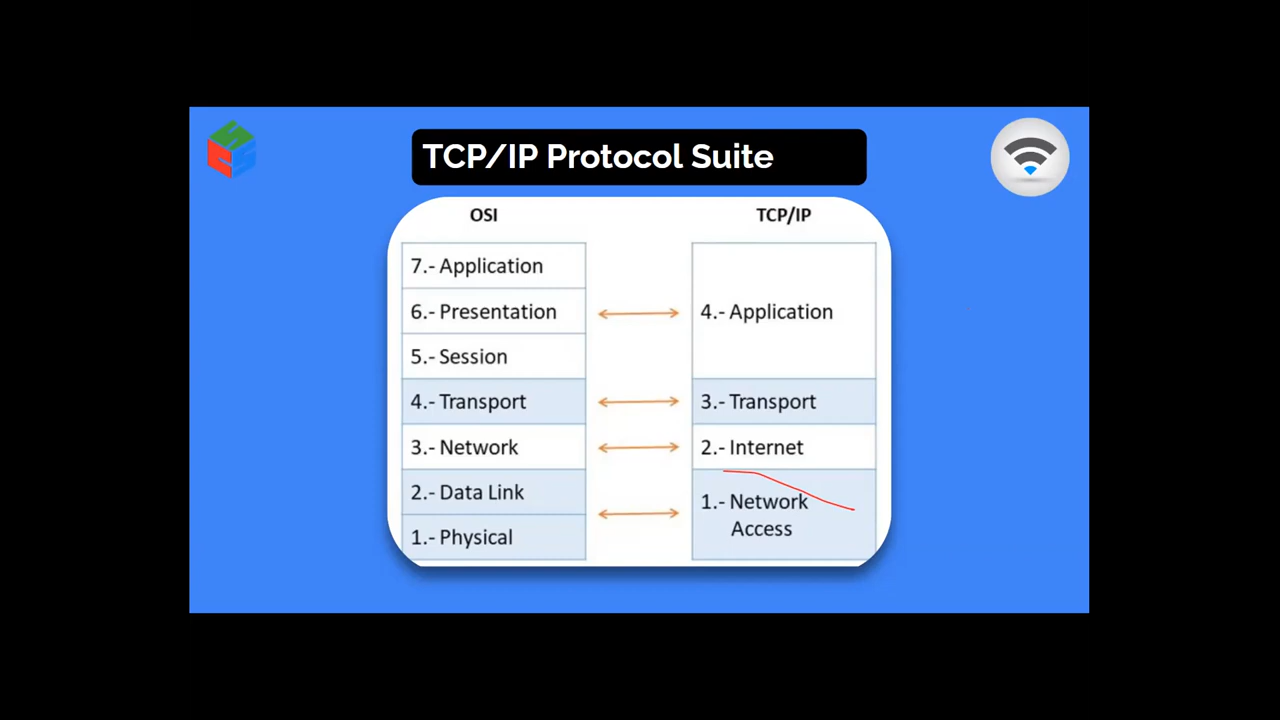 TCP/IP Protocol Suite
OSI
TCP/IP
7.- Application
6.- Presentation
5.- Session
4.- Transport
3.- Network
2.- Data Link
1.- Physical
4.- Application
3.- Transport
2.- Internet
1.- Network
Access